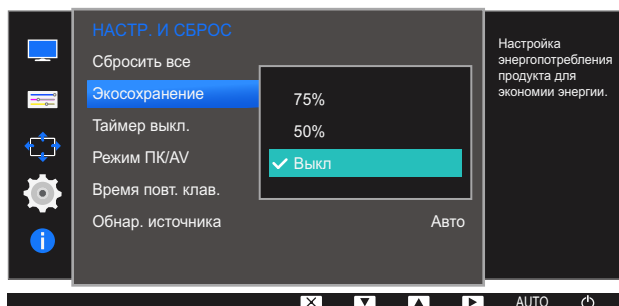 НАСТР. И СБРОС
Сбросить все
Экосохранение
75%
50%
Выкл
Таймер выкл.
Режим ПК/AV
Время повт. клав.
Обнар. источника
Авто
Настройка
энергопотребления
продукта для
экономии энергии.
AUTO